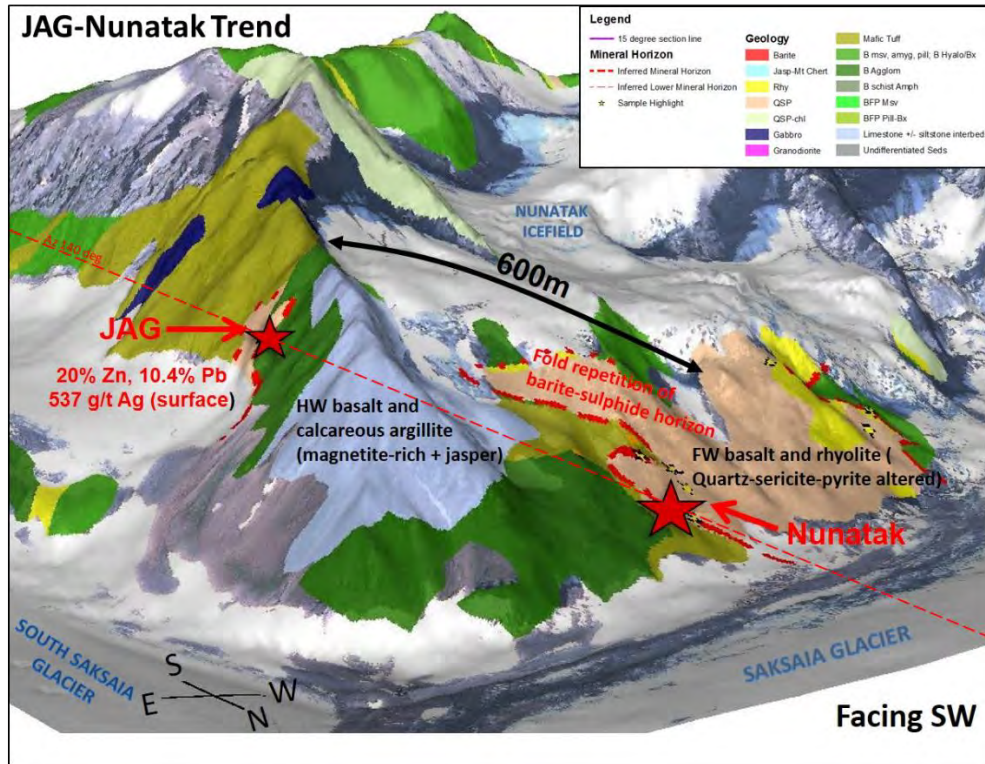 JAG-Nunatak Trend
Legend
15 degree section line
Mineral Horizon
Inferred Mineral Horizon
Inferred Lower Mineral Horizon
Sample Highlight
Geology
Barite
Jasp-Mt Chert
Rhy
QSP
QSP-chl
Gabbro
Granodiorite
Mafic Tuff
B msv, amyg, pill, B Hyalo/Bx
B Agglom
B schist Amph
BFP Msv
BFP Pill-Bx
Limestone +/- siltstone interbed
Undifferentiated Seds
NUNATAK
ICEFIELD
Az 140 deg
600m
JAG
20% Zn, 10.4% Pb
537 g/t Ag (surface)
HW basalt and
calcareous argillite
(magnetite-rich + jasper)
Fold repetition of
barite-sulphide horizon
FW basalt and rhyolite (
Quartz-sericite-pyrite altered)
Nunatak
SOUTH SAKSAIA
GLACIER
S
E
W
N
SAKSAIA GLACIER
Facing SW